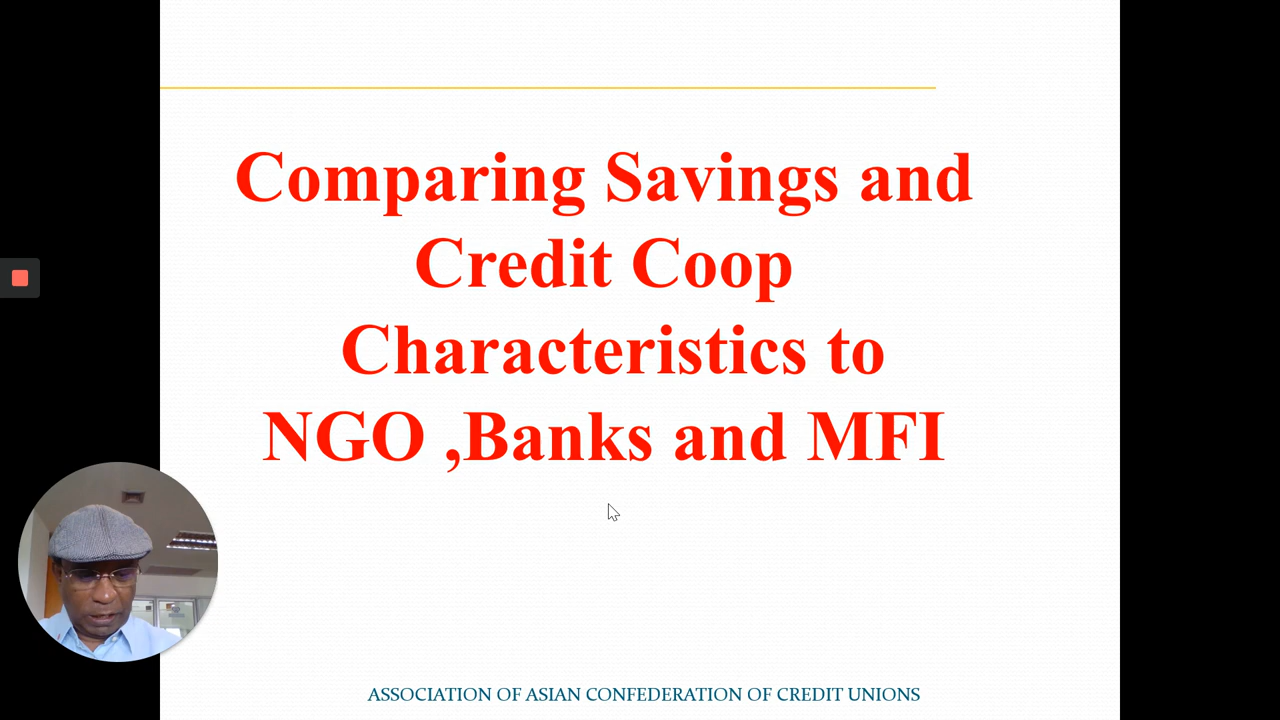 Comparing Savings and
Credit Coop
Characteristics to
NGO ,Banks and MFI
ASSOCIATION OF ASIAN CONFEDERATION OF CREDIT UNIONS